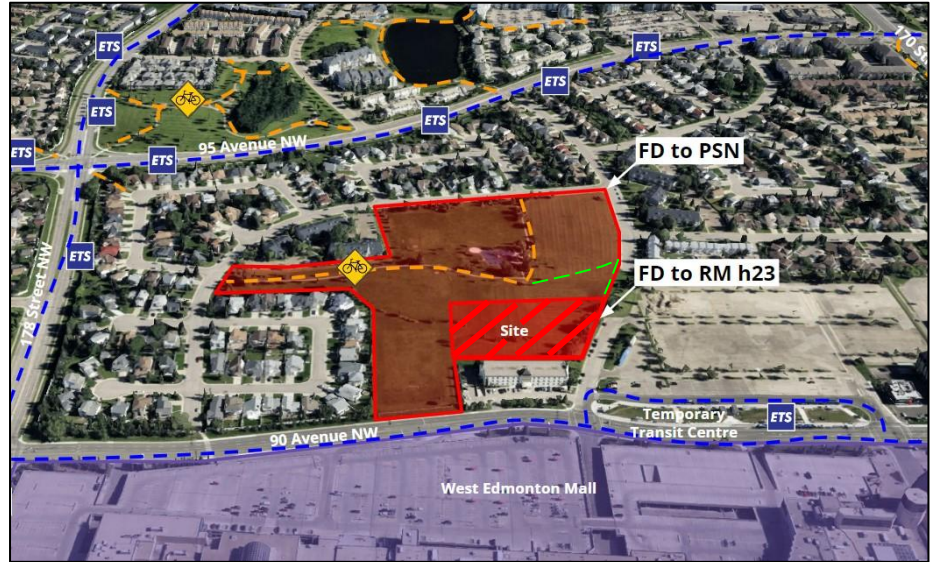 ETS
ETS
ETS
170 St
ETS
ETS
ETS
95 Avenue NW
ETS
ETS
FD to PSN
ETS
178 Street NW
FD to RM h23
Site
Temporary
Transit Centre
ETS
90 Avenue NW
West Edmonton Mall